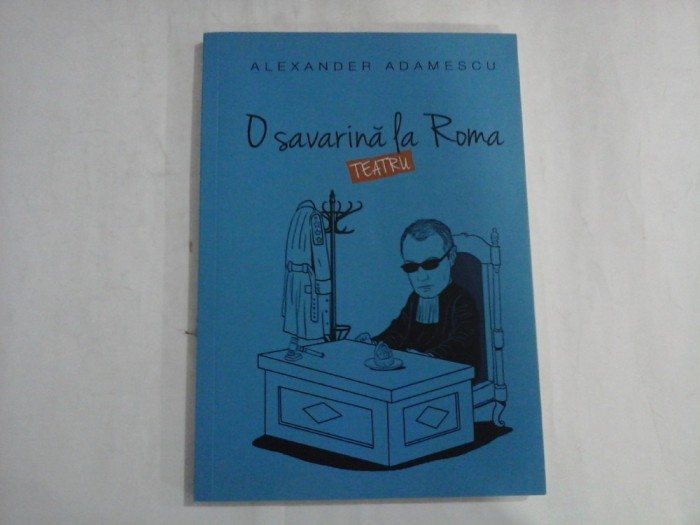 ALEXANDER ADAMESCU
O savarină la Roma
TEATRU